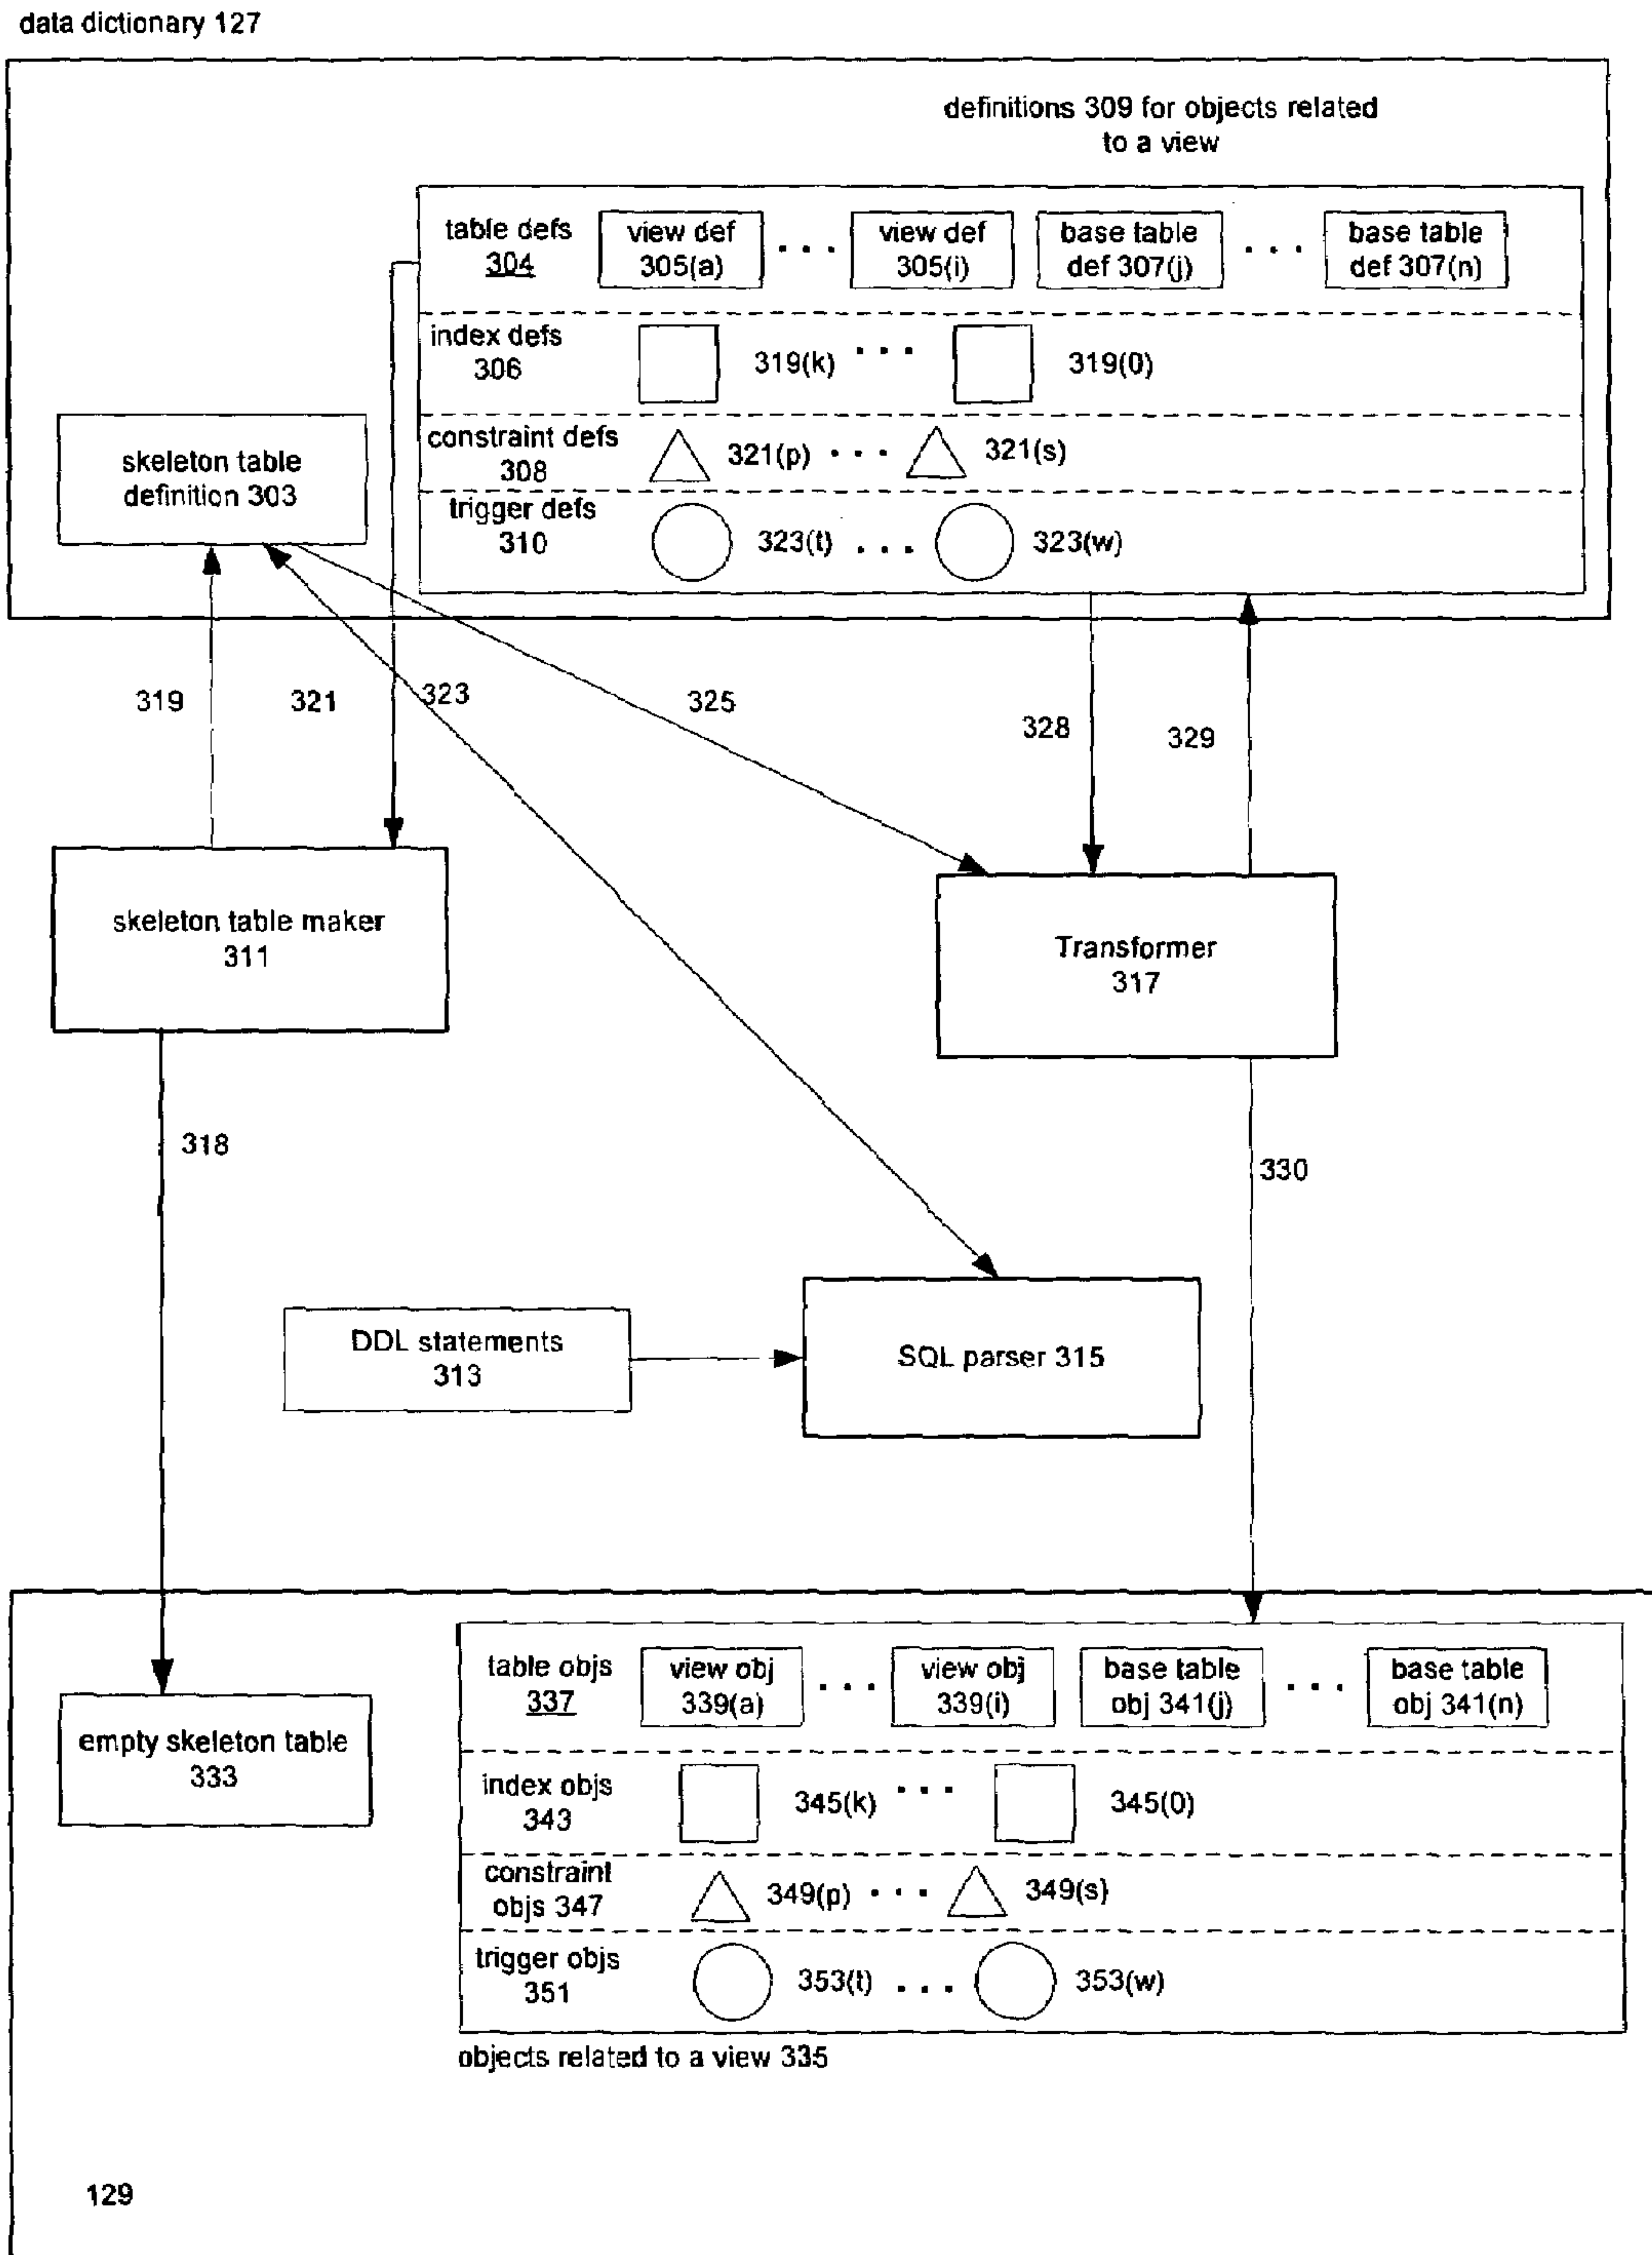 data dictionary 127
definitions 309 for objects related
to a view
table defs
304
view def
305(a)
. . .
view def
305(i)
base table
def 307(j)
. . .
base table
def 307(n)
index defs
306
319(k)
. . .
319(0)
constraint defs
308
321(p)
. . .
321(s)
trigger defs
310
323(t)
. . .
323(w)
skeleton table
definition 303
319
321
323
325
328
329
skeleton table maker
311
Transformer
317
318
330
DDL statements
313
SQL parser 315
table objs
337
view obj
339(a)
. . .
view obj
339(i)
base table
obj 341(j)
. . .
base table
obj 341(n)
empty skeleton table
333
index objs
343
345(k)
. . .
345(0)
constraint
objs 347
349(p)
. . .
349(s)
trigger objs
351
353(t)
. . .
353(w)
objects related to a view 335
129